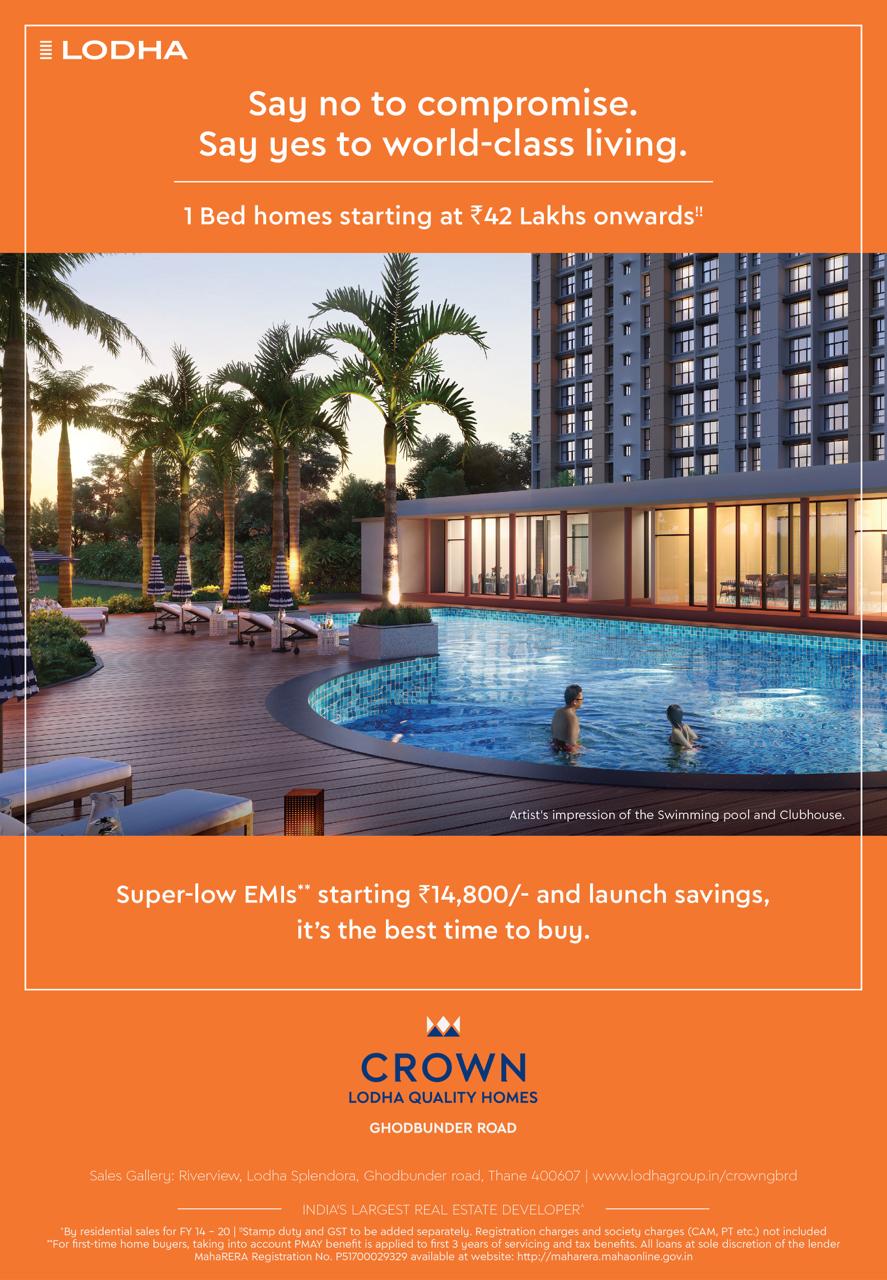 LODHA
Say no to compromise.
Say yes to world-class living.
1 Bed homes starting at ₹42 Lakhs onwards!!
Artist's impression of the Swimming pool and Clubhouse.
Super-low EMIs** starting ₹14,800/- and launch savings,
it's the best time to buy.
CROWN
LODHA QUALITY HOMES
GHODBUNDER ROAD
Sales Gallery: Riverview, Lodha Splendora, Ghodbunder road, Thane 400607 | www.lodhagroup.in/crowngbrd
INDIA'S LARGEST REAL ESTATE DEVELOPER^
^By residential sales for FY 14 – 20 | !!Stamp duty and GST to be added separately. Registration charges and society charges (CAM, PT etc.) not included
**For first-time home buyers, taking into account PMAY benefit is applied to first 3 years of servicing and tax benefits. All loans at sole discretion of the lender
MahaRERA Registration No. P51700029329 available at website: http://maharera.mahaonline.gov.in